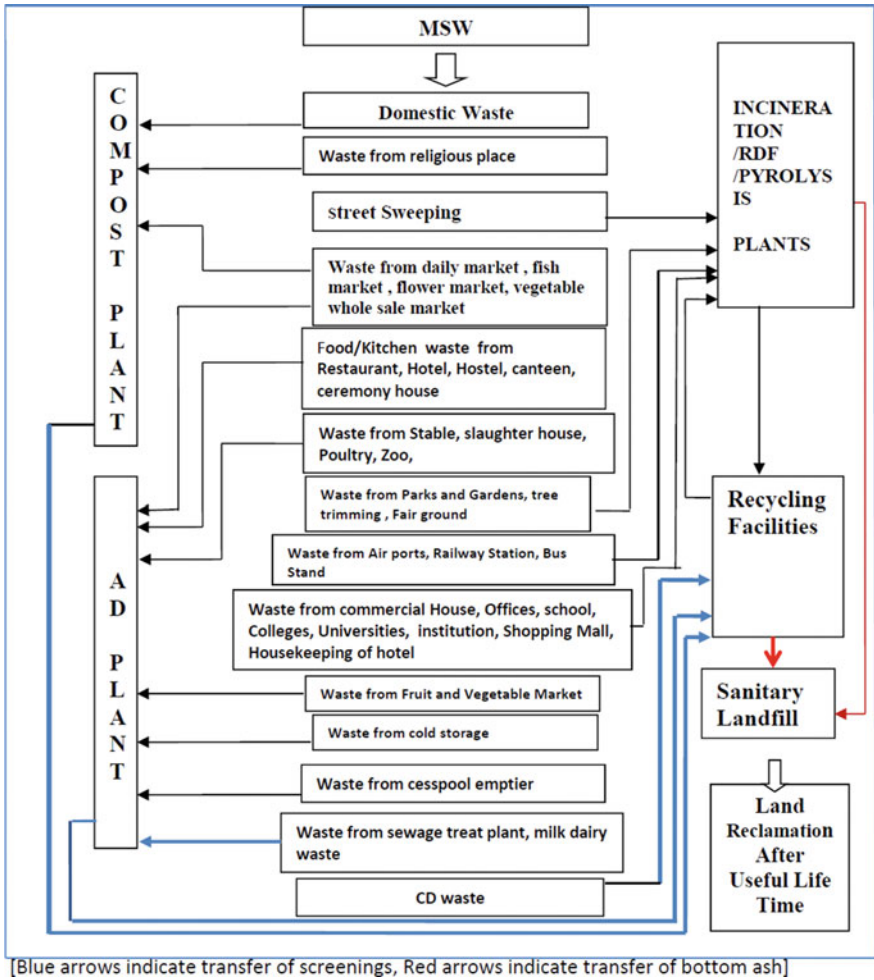 MSW
COMPOST PLANT
Domestic Waste
Waste from religious place
Street Sweeping
Waste from daily market , fish
market , flower market, vegetable
whole sale market
Food/Kitchen waste from
Restaurant, Hotel, Hostel, canteen,
ceremony house
Waste from Stable, slaughter house,
Poultry, Zoo,
AD PLANT
Waste from Parks and Gardens, tree
trimming , Fair ground
Waste from Air ports, Railway Station, Bus
Stand
Waste from commercial House, Offices, school,
Colleges, Universities, institution, Shopping Mall,
Housekeeping of hotel
Waste from Fruit and Vegetable Market
Waste from cold storage
Waste from cesspool emptier
Waste from sewage treat plant, milk dairy
waste
CD waste
INCINERA
TION
/RDF
/PYROLYS
IS
PLANTS
Recycling
Facilities
Sanitary
Landfill
Land
Reclamation
After
Useful Life
Time
[Blue arrows indicate transfer of screenings, Red arrows indicate transfer of bottom ash]